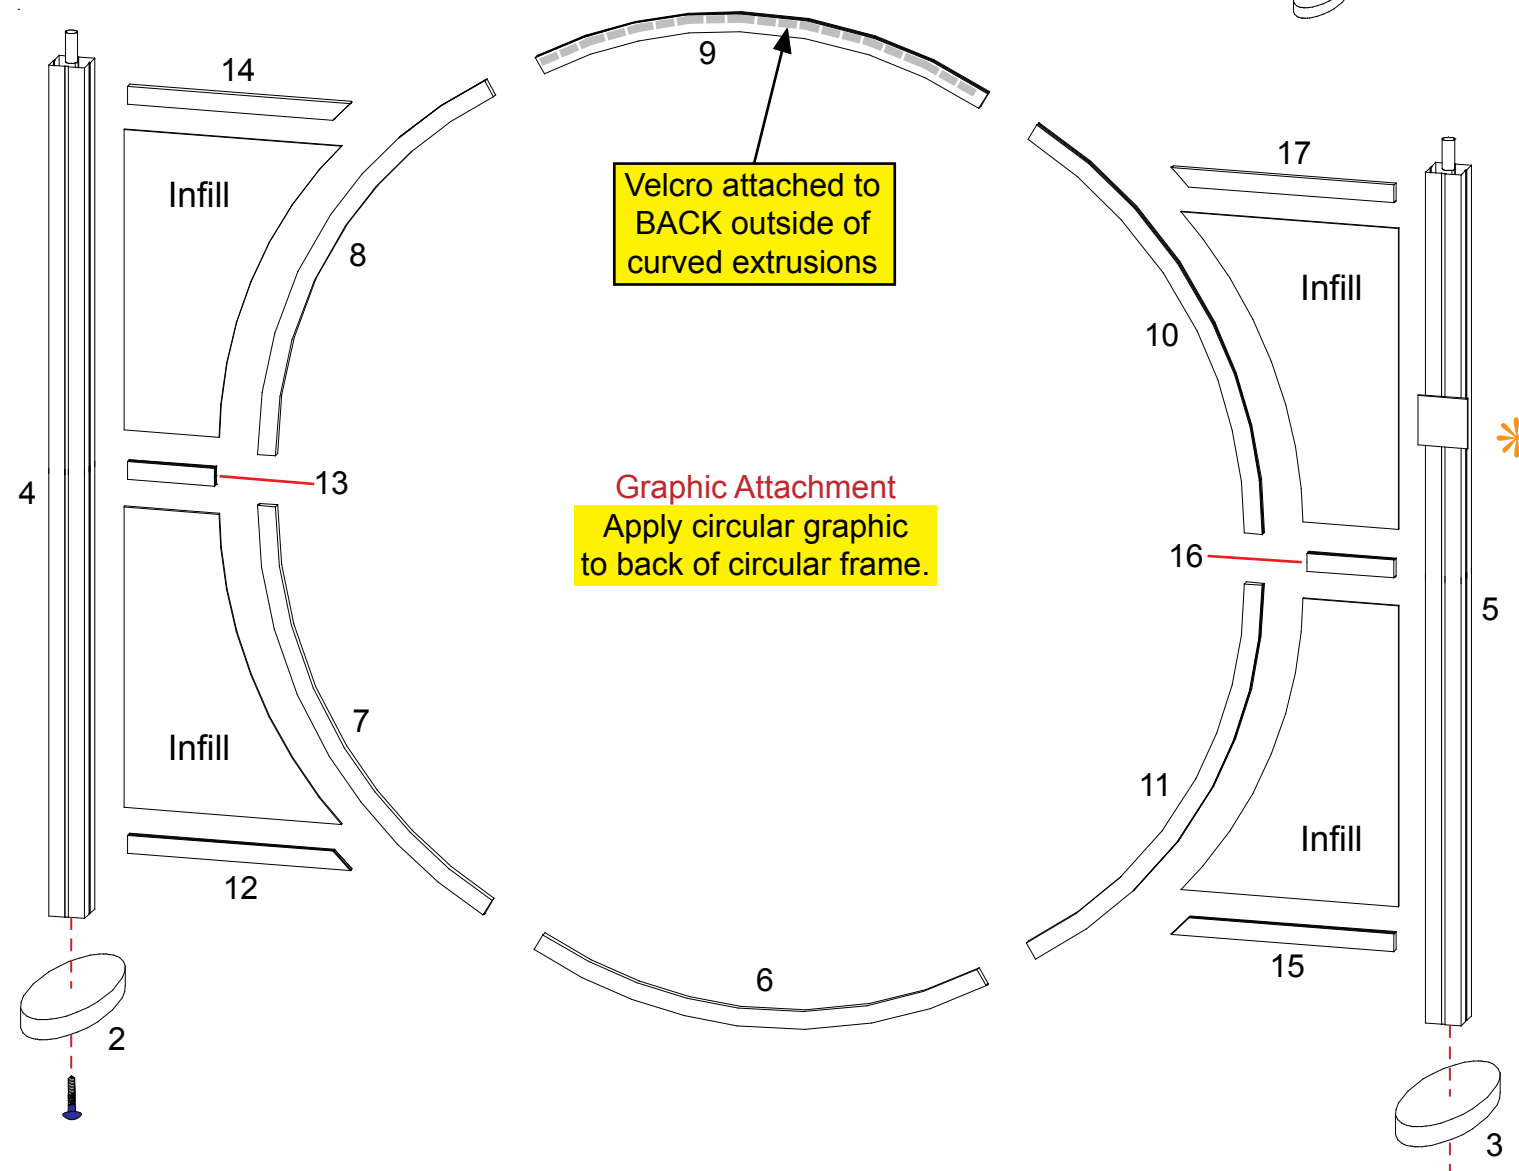 14
9
17
Infill
Velcro attached to
BACK outside of
curved extrusions
8
Infill
10
4
13
Graphic Attachment
Apply circular graphic
to back of circular frame.
16
5
7
Infill
11
Infill
12
6
15
2
3